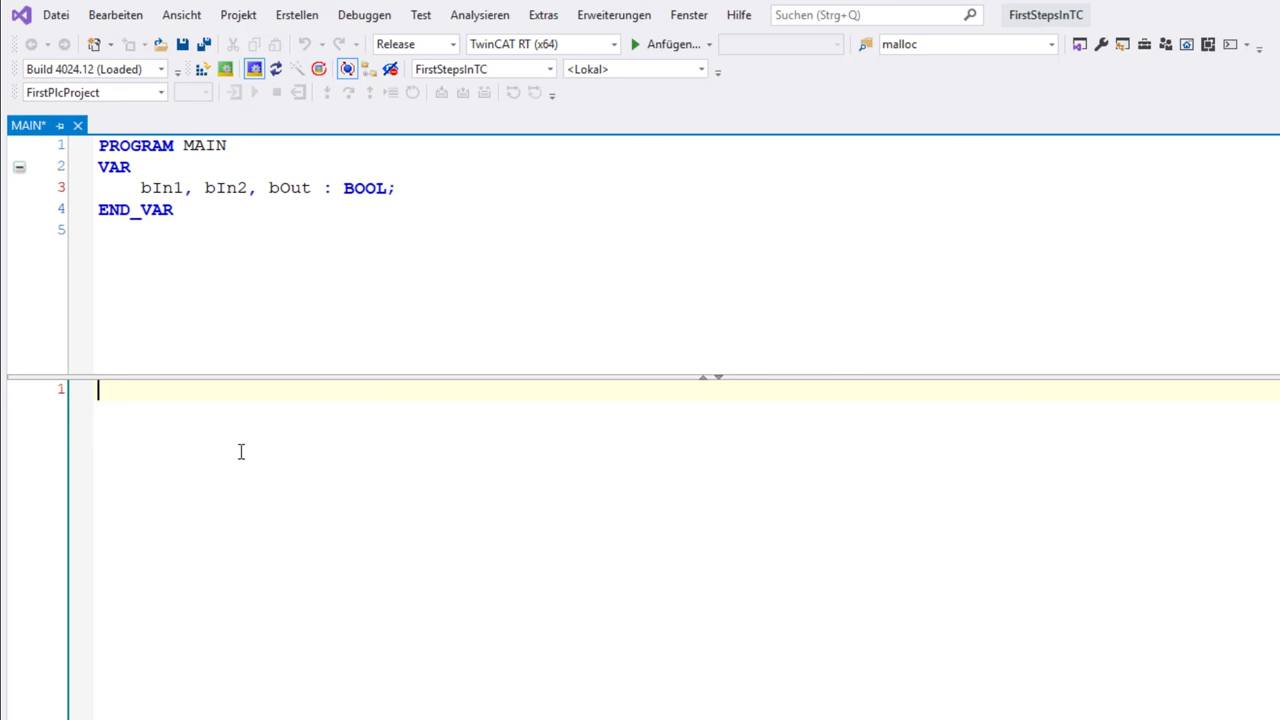 Datei Bearbeiten Ansicht Projekt Erstellen Debuggen Test Analysieren Extras Erweiterungen Fenster Hilfe Suchen (Strg+Q) FirstStepsInTC
Release TwinCAT RT (x64) Anfügen... malloc
Build 4024.12 (Loaded) FirstStepsInTC <Lokal>
FirstPlcProject
MAIN*
1 PROGRAM MAIN
2 VAR
3 bIn1, bIn2, bOut : BOOL;
4 END_VAR
5
1